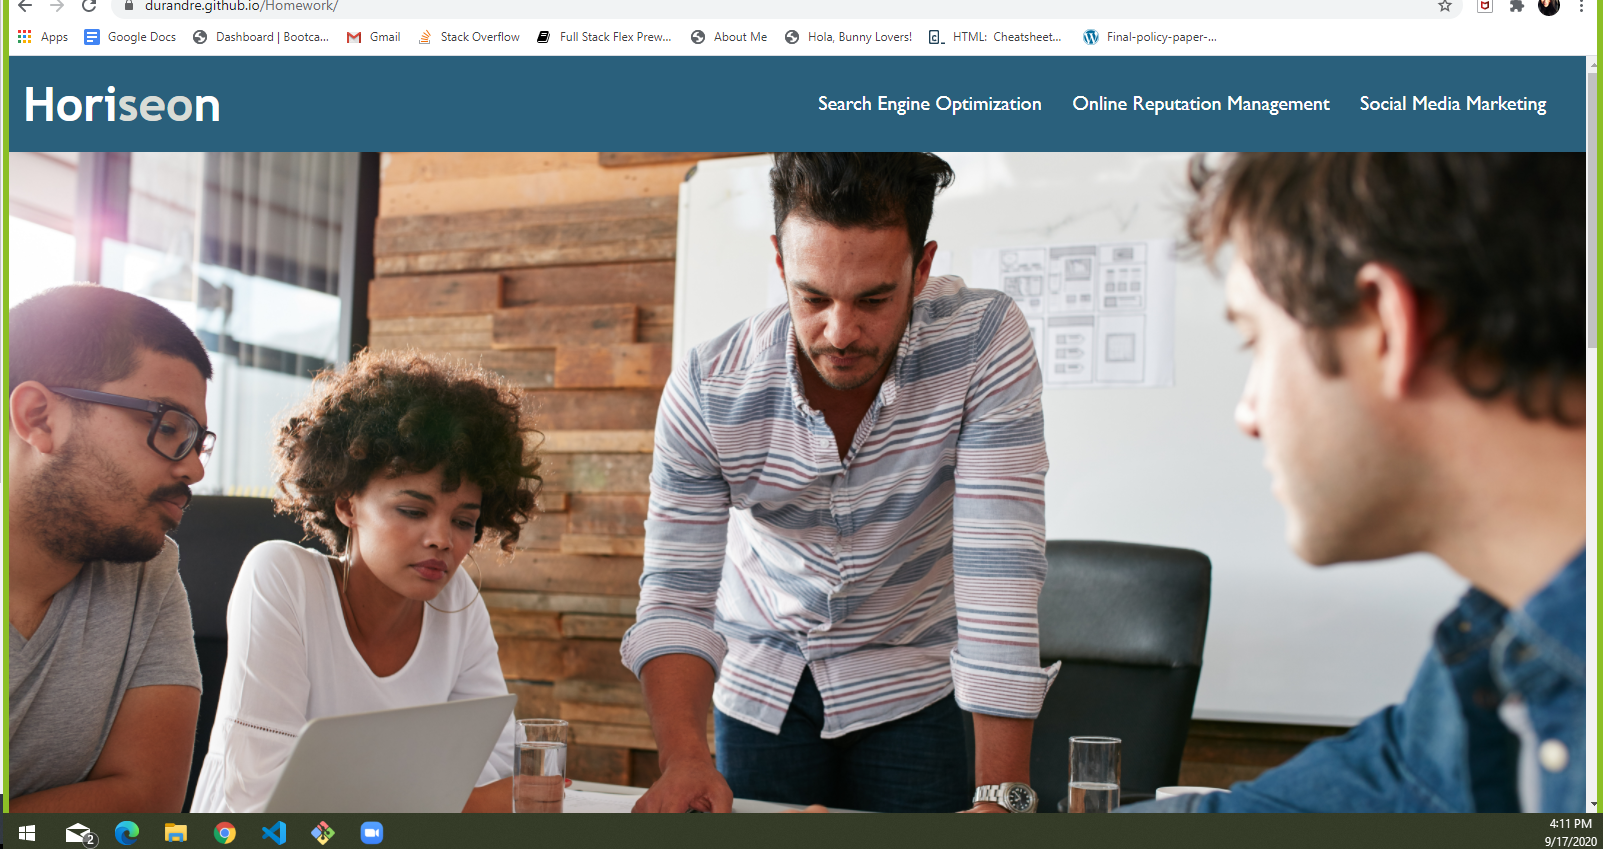 durandre.github.io/Homework/
Apps Google Docs Dashboard | Bootca... Gmail Stack Overflow Full Stack Flex Prew... About Me Hola, Bunny Lovers! HTML: Cheatsheet... Final-policy-paper-...
Horiseon Search Engine Optimization Online Reputation Management Social Media Marketing
2
4:11 PM
9/17/2020